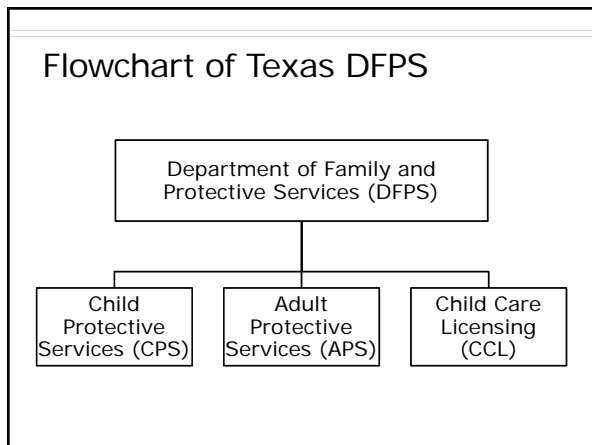 Flowchart of Texas DFPS
Department of Family and
Protective Services (DFPS)
Child
Protective
Services (CPS)
Adult
Protective
Services (APS)
Child Care
Licensing
(CCL)